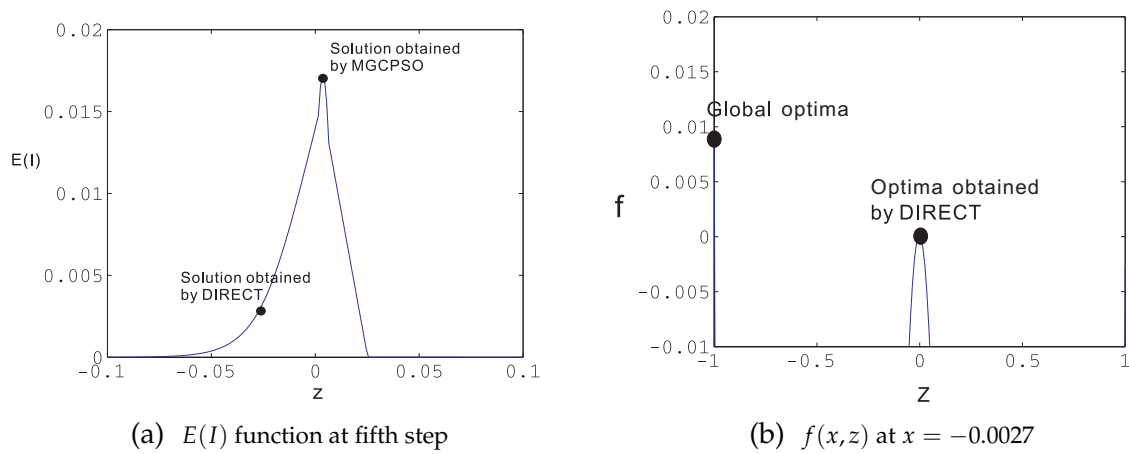 0.02
Solution obtained
by MGCPSO
0.015
E(I)
0.01
0.005
Solution obtained
by DIRECT
0
-0.1
-0.05
0
0.05
0.1
z
(a) E(I) function at fifth step
0.02
0.015
0.01
Global optima
0.005
Optima obtained
by DIRECT
f
0
-0.005
-0.01
-1
-0.5
0
0.5
1
z
(b) f(x, z) at x = −0.0027